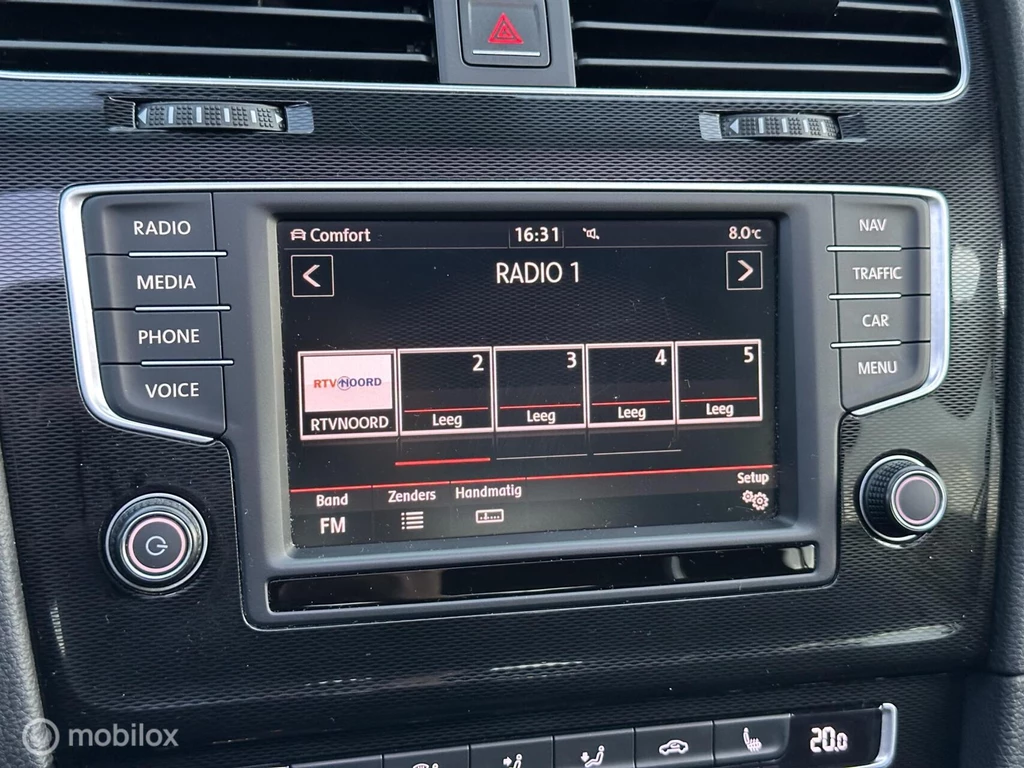 RADIO
MEDIA
PHONE
VOICE
Comfort 16:31 8.0°C
RADIO 1
RTV NOORD
RTVNOORD
2
Leeg
3
Leeg
4
Leeg
5
Leeg
Band
FM
Zenders
Handmatig
Setup
NAV
TRAFFIC
CAR
MENU
20.0
mobilox